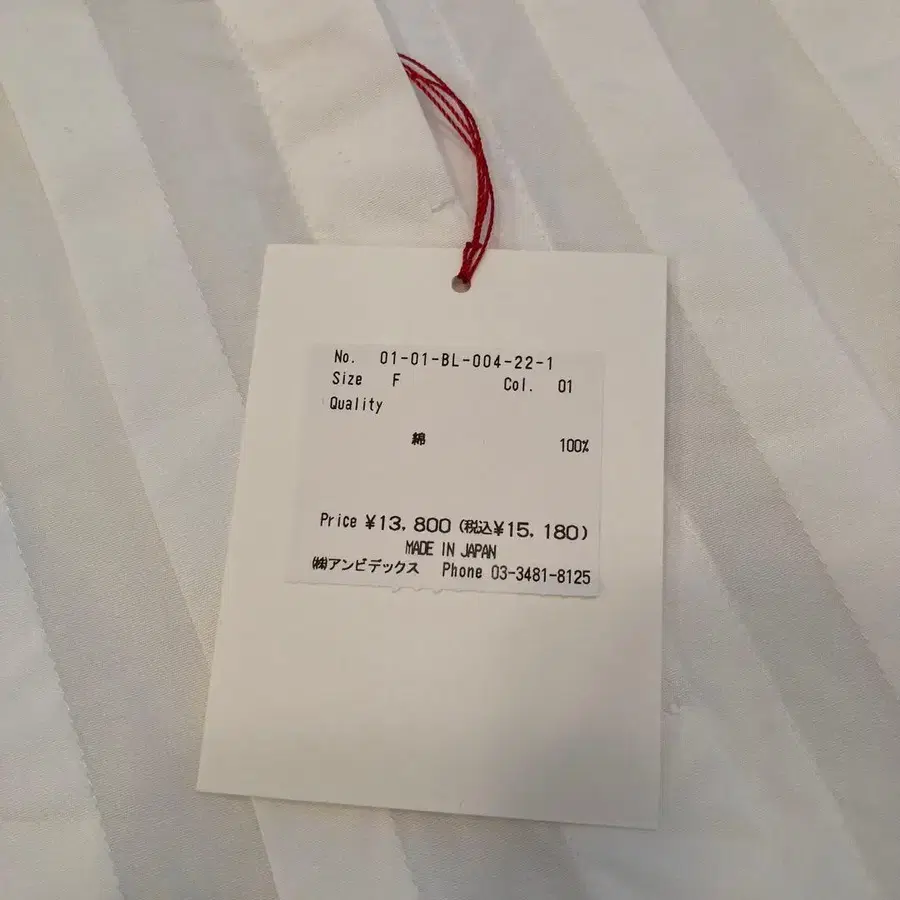 No. 01-01-BL-004-22-1
Size F Col. 01
Quality
綿 100%
Price ¥13,800 (税込¥15,180)
MADE IN JAPAN
㈱アンビデックス Phone 03-3481-8125